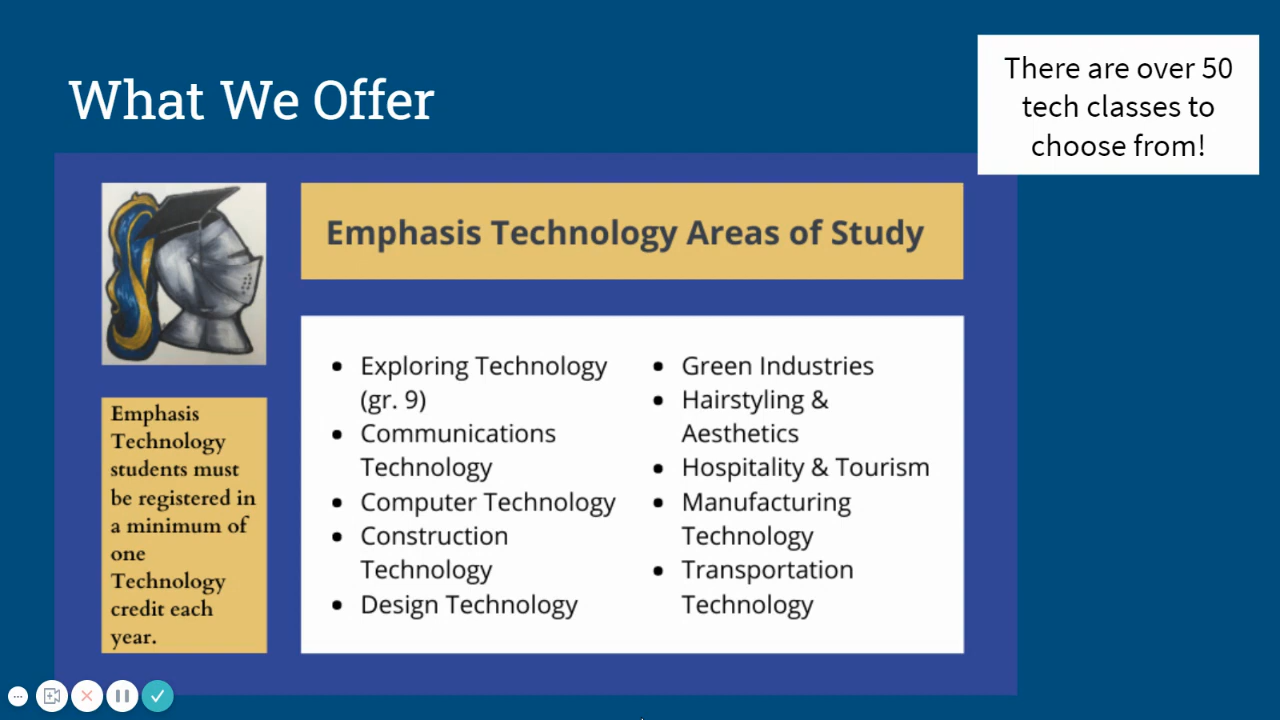 What We Offer
There are over 50
tech classes to
choose from!
Emphasis Technology Areas of Study
Emphasis
Technology
students must
be registered in
a minimum of
one
Technology
credit each
year.
• Exploring Technology
(gr. 9)
• Communications
Technology
• Computer Technology
• Construction
Technology
• Design Technology
• Green Industries
• Hairstyling &
Aesthetics
• Hospitality & Tourism
• Manufacturing
Technology
• Transportation
Technology